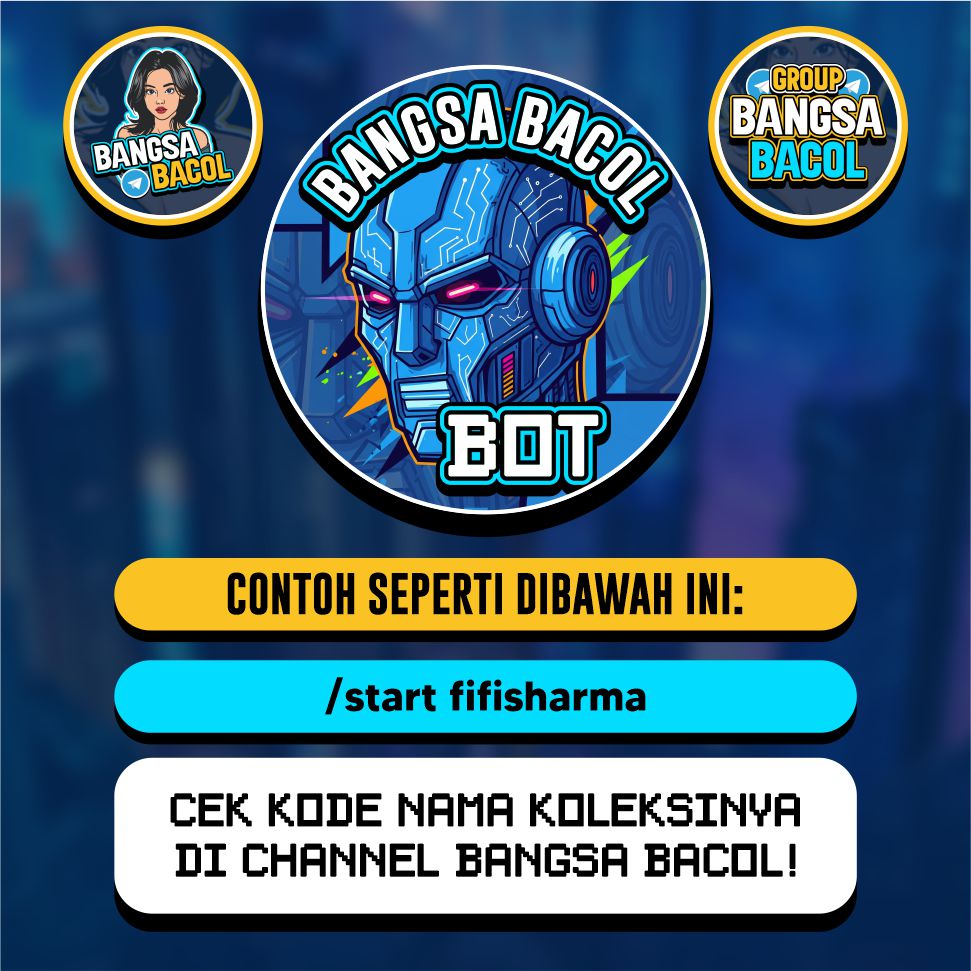 BANGSA
BACOL
GROUP
BANGSA
BACOL
BANGSA BACOL
BOT
CONTOH SEPERTI DIBAWAH INI:
/start fifisharma
CEK KODE NAMA KOLEKSINYA
DI CHANNEL BANGSA BACOL!